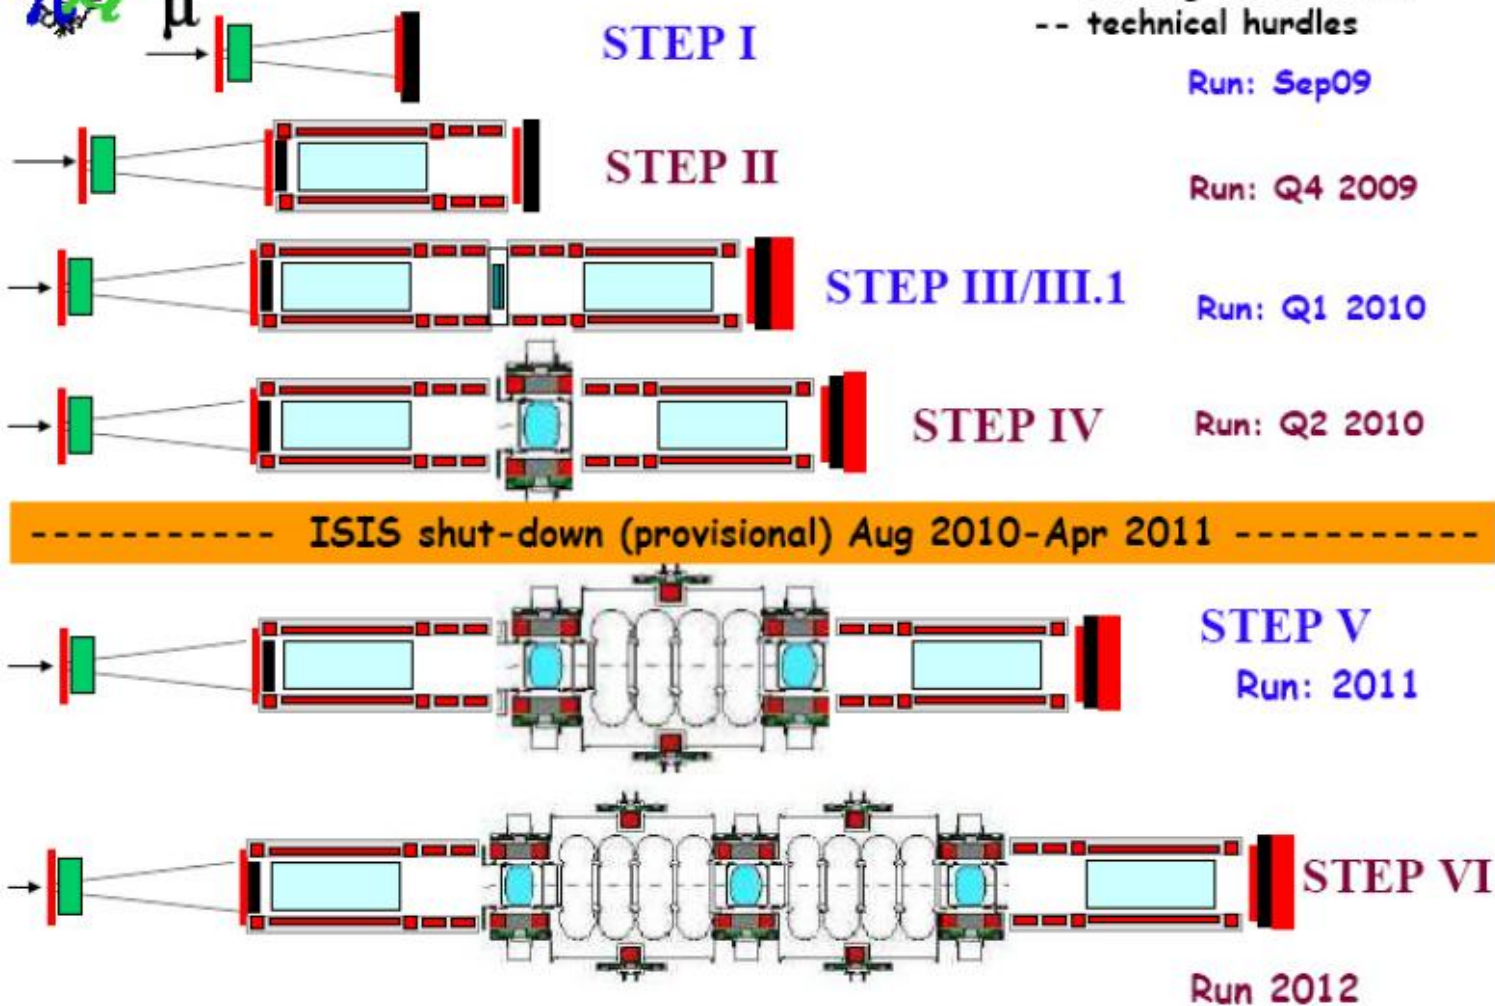 μ
-- technical hurdles
STEP I
Run: Sep09
STEP II
Run: Q4 2009
STEP III/III.1
Run: Q1 2010
STEP IV
Run: Q2 2010
----------- ISIS shut-down (provisional) Aug 2010-Apr 2011 -----------
STEP V
Run: 2011
STEP VI
Run 2012